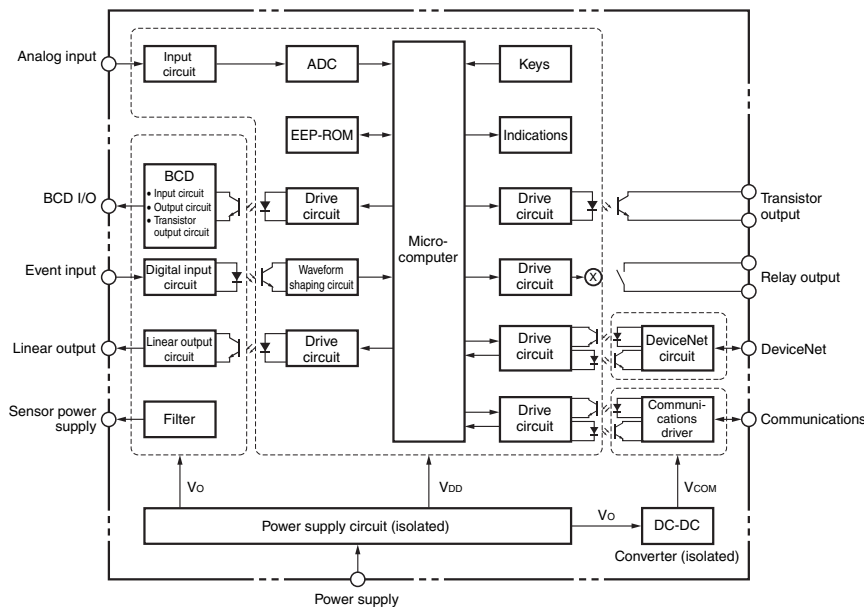 Analog input
Input
circuit
ADC
Keys
EEP-ROM
Indications
BCD
• Input circuit
• Output circuit
• Transistor
output circuit
BCD I/O
Drive
circuit
Micro-
computer
Drive
circuit
Transistor
output
Event input
Digital input
circuit
Waveform
shaping circuit
Drive
circuit
X
Relay output
Linear output
Linear output
circuit
Drive
circuit
Drive
circuit
DeviceNet
circuit
DeviceNet
Sensor power
supply
Filter
Drive
circuit
Communi-
cations
driver
Communications
VO
VDD
VCOM
Power supply circuit (isolated)
VO
DC-DC
Converter (isolated)
Power supply